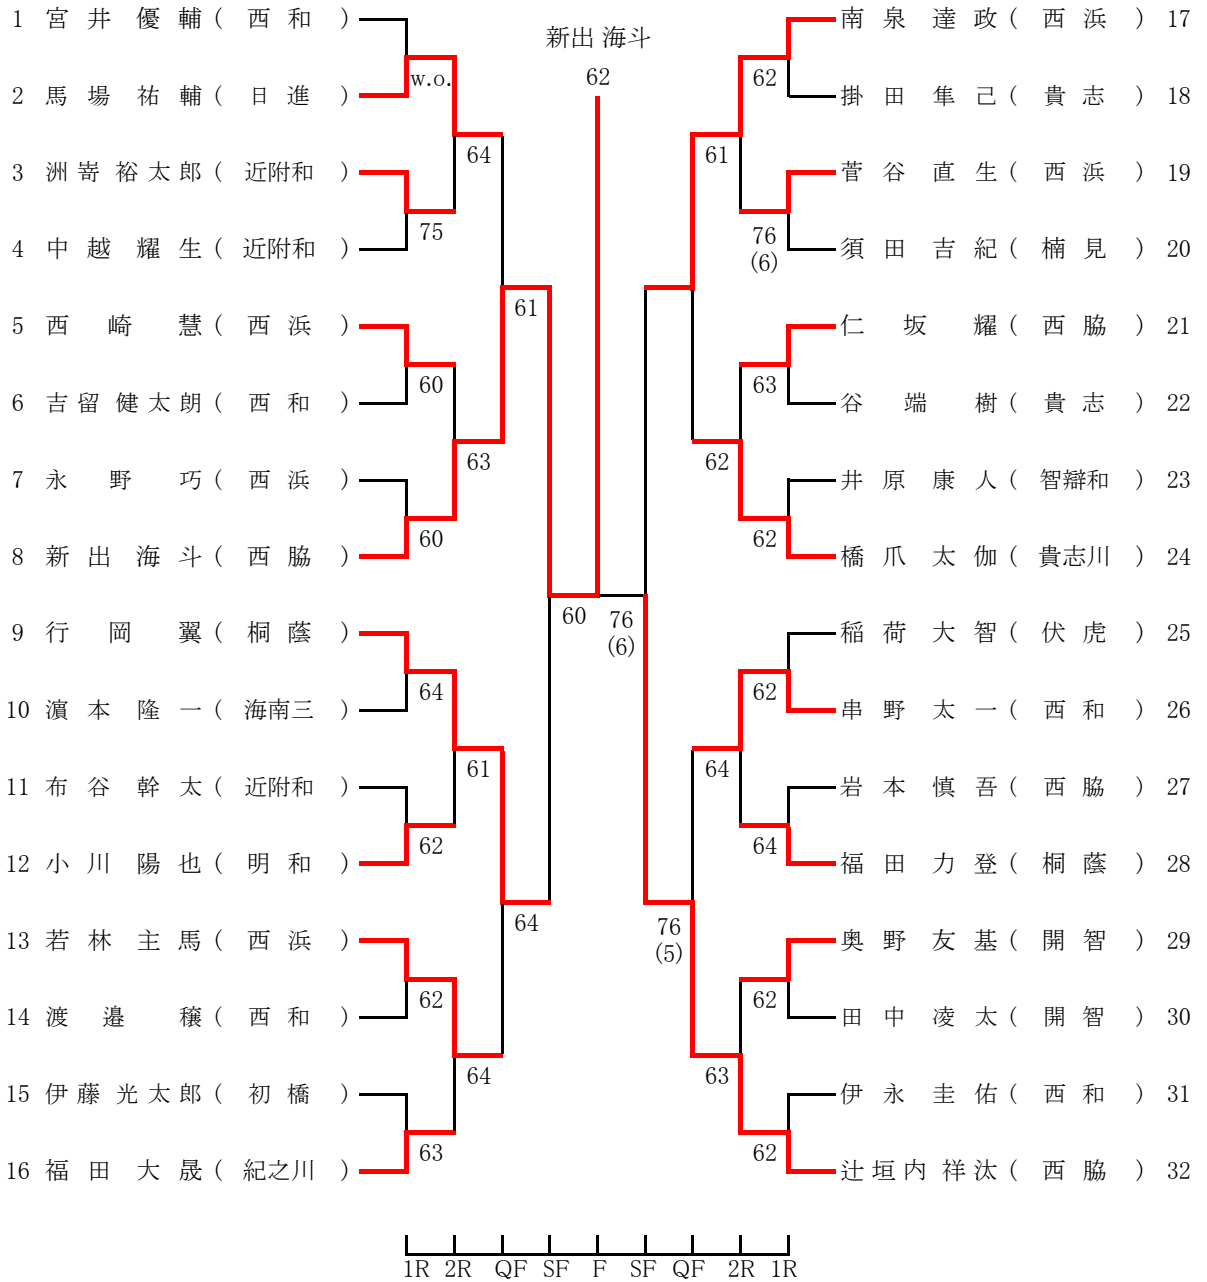 新出 海斗
62
1 宮井 優輔 ( 西和 )
2 馬場 祐輔 ( 日進 )
w.o.
3 洲嵜 裕太郎 ( 近附和 )
4 中越 耀生 ( 近附和 )
75
64
5 西崎 慧 ( 西浜 )
6 吉留 健太朗 ( 西和 )
60
7 永野 巧 ( 西浜 )
8 新出 海斗 ( 西脇 )
60
63
61
9 行岡 翼 ( 桐蔭 )
10 濵本 隆一 ( 海南三 )
64
11 布谷 幹太 ( 近附和 )
12 小川 陽也 ( 明和 )
62
61
13 若林 主馬 ( 西浜 )
14 渡邉 穣 ( 西和 )
62
15 伊藤 光太郎 ( 初橋 )
16 福田 大晟 ( 紀之川 )
63
64
64
60
南泉 達政 ( 西浜 ) 17
掛田 隼己 ( 貴志 ) 18
62
菅谷 直生 ( 西浜 ) 19
須田 吉紀 ( 楠見 ) 20
76
(6)
61
仁坂 耀 ( 西脇 ) 21
谷端 樹 ( 貴志 ) 22
63
井原 康人 ( 智辯和 ) 23
橋爪 太伽 ( 貴志川 ) 24
62
62
稲荷 大智 ( 伏虎 ) 25
串野 太一 ( 西和 ) 26
62
岩本 慎吾 ( 西脇 ) 27
福田 力登 ( 桐蔭 ) 28
64
64
奥野 友基 ( 開智 ) 29
田中 凌太 ( 開智 ) 30
62
伊永 圭佑 ( 西和 ) 31
辻垣内 祥汰 ( 西脇 ) 32
62
63
76
(5)
76
(6)
1R 2R QF SF F SF QF 2R 1R